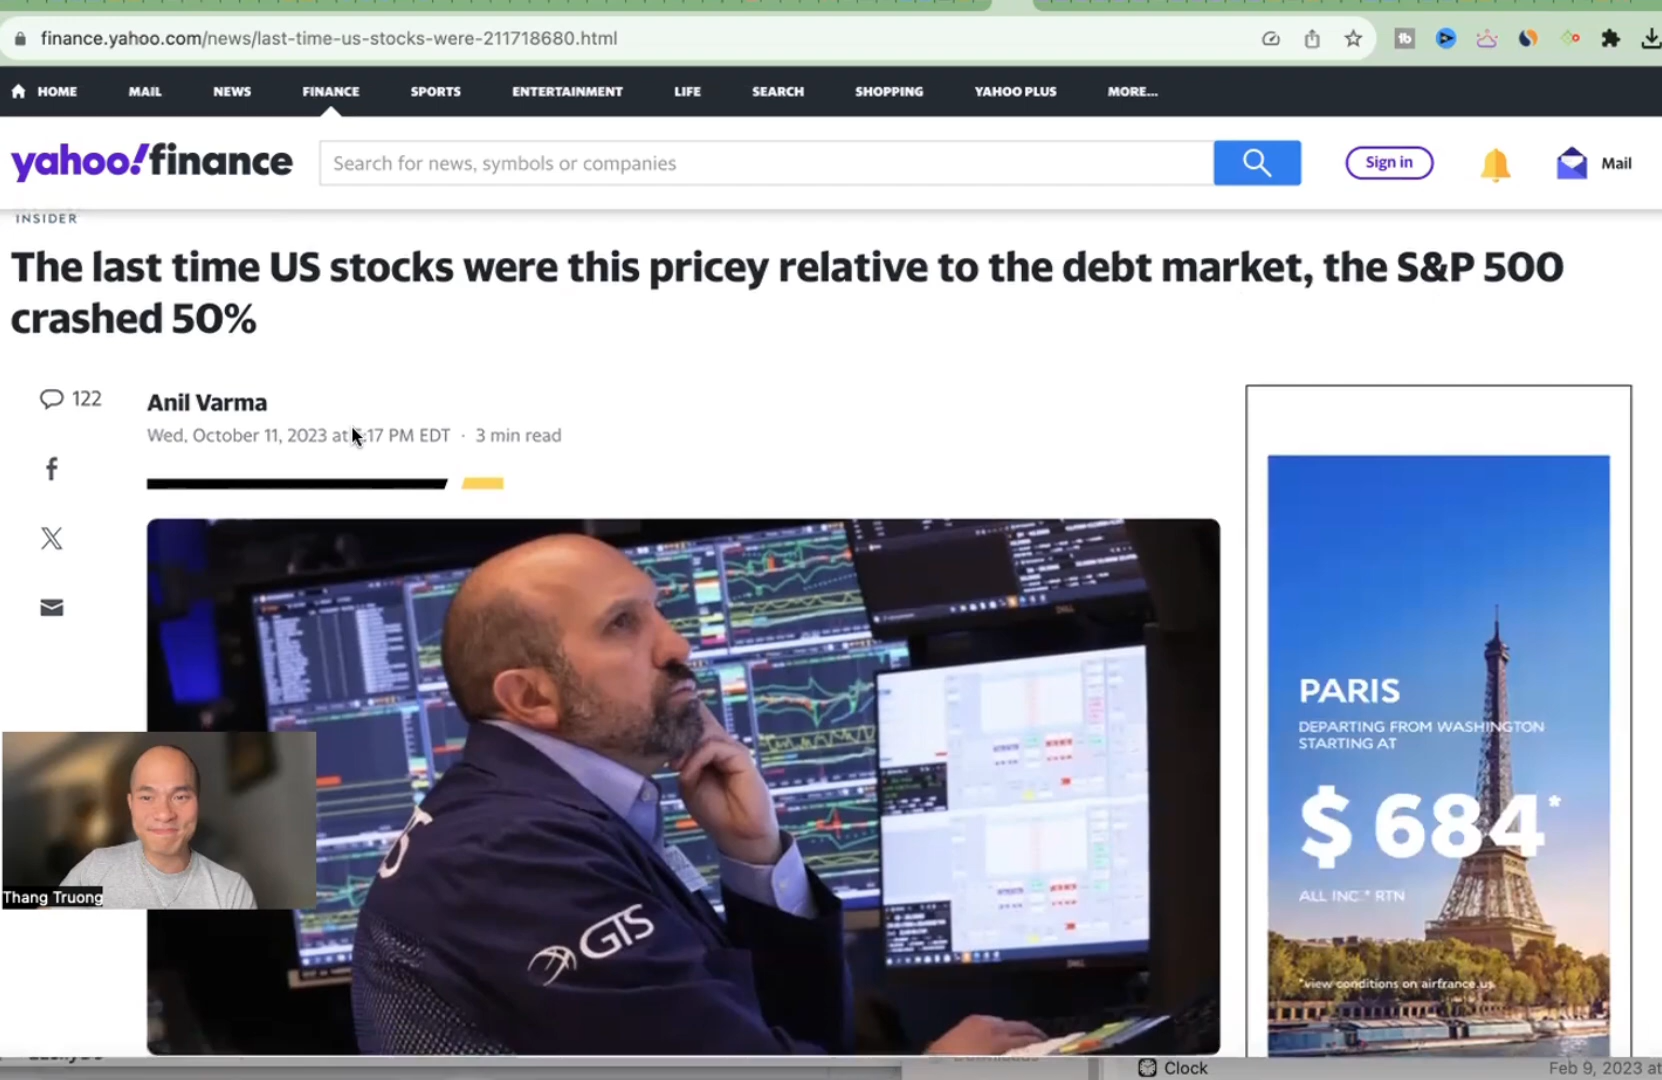 finance.yahoo.com/news/last-time-us-stocks-were-211718680.html
HOME MAIL NEWS FINANCE SPORTS ENTERTAINMENT LIFE SEARCH SHOPPING YAHOO PLUS MORE...
yahoo!finance
Search for news, symbols or companies
Sign in
Mail
INSIDER
The last time US stocks were this pricey relative to the debt market, the S&P 500
crashed 50%
122
Anil Varma
Wed, October 11, 2023 at :17 PM EDT · 3 min read
GTS
DELL
DELL
PARIS
DEPARTING FROM WASHINGTON
STARTING AT
$ 684*
ALL INC.* RTN
*view conditions on airfrance.us
Thang Truong
Clock
Feb 9, 2023 at